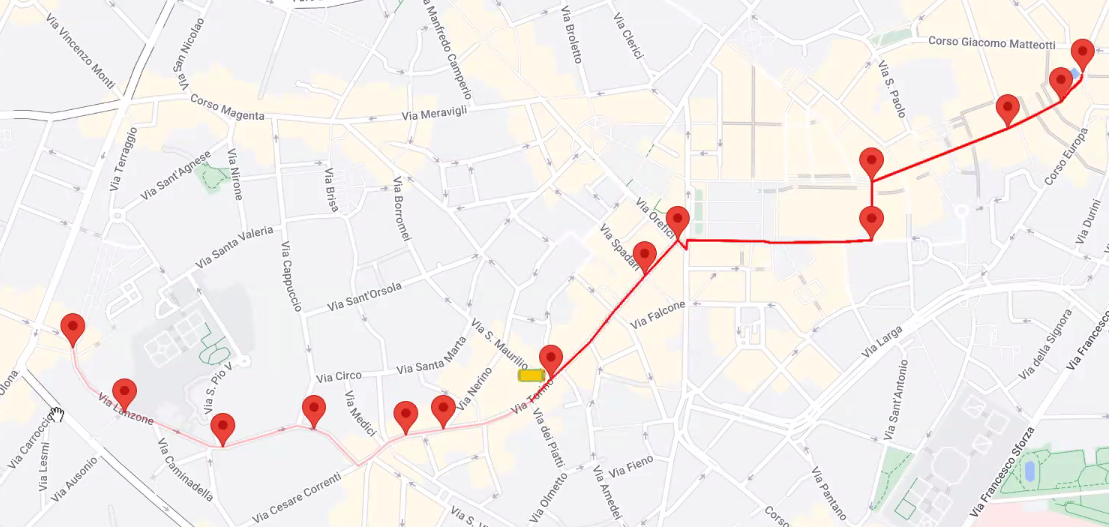 Via Vincenzo Monti
San Nicolao
Via
Via Manfredo Camperio
Via Broletto
Via Clerici
Corso Giacomo Matteotti
Via S. Paolo
Corso Magenta
Via Meravigli
Via Terraggio
Via Sant'Agnese
Via Nirone
Via Brisa
Via Borromei
Corso Europa
Via Orefici
Via Durini
Via Santa Valeria
Via Spadari
Via Cappuccio
Via Sant'Orsola
Via Falcone
Via S. Maurilio
Via Larga
Via della Signora
Via Francesco
Via Santa Marta
Via Circo
Via S. Pio V
Via Nerino
olona
Via Lanzone
Via Torino
Via Medici
Via Sant'Antonio
Via Carroccio
Via Lesmi
Via Ausonio
Via Caminadella
Via dei Piatti
Via Cesare Correnti
Via Fieno
Via Olmetto
Via Amedei
Via Pantano
Via Francesco Sforza
Via S.
Corso